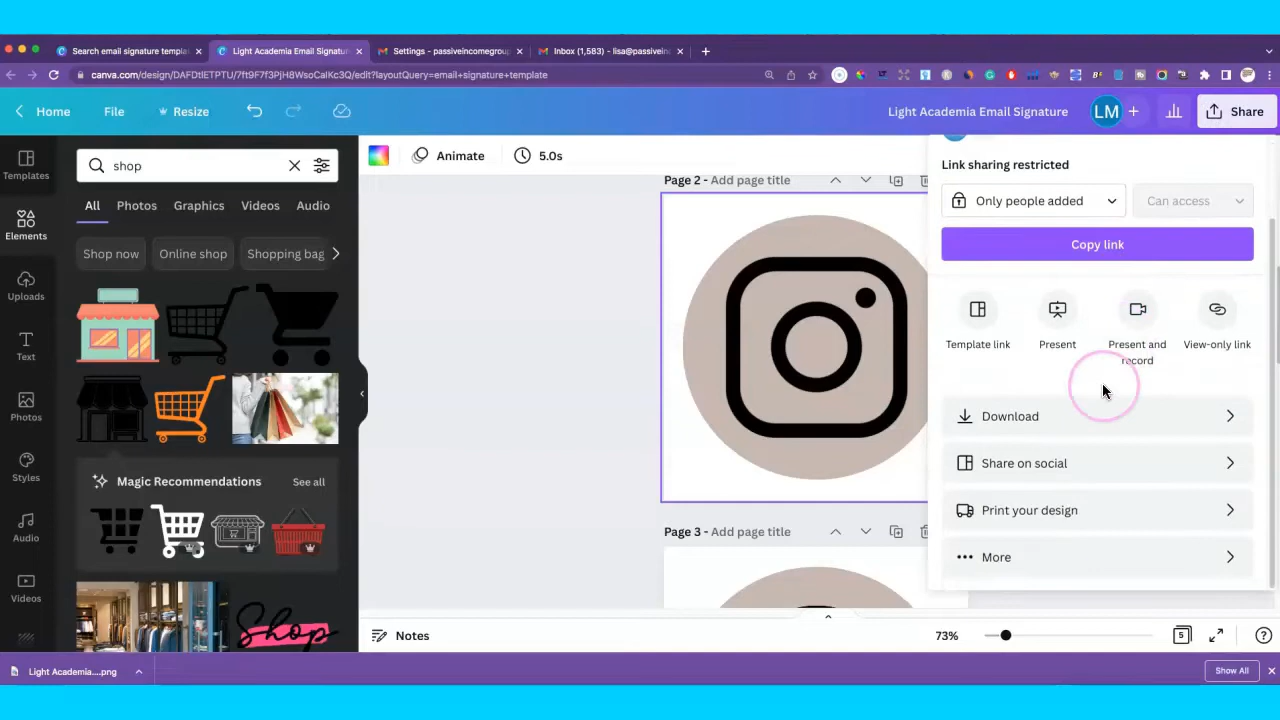 Search email signature templa
Light Academia Email Signatur
Settings - passiveincomegroup
Inbox (1,583) - lisa@passivein
canva.com/design/DAFDtIETPTU/7ft9F7f3PjH8WsoCalKc3Q/edit?layoutQuery=email+signature+template
Home
File
Resize
Light Academia Email Signature
LM
Share
Templates
Elements
Uploads
Text
Photos
Styles
Audio
Videos
shop
All
Photos
Graphics
Videos
Audio
Shop now
Online shop
Shopping bag
Magic Recommendations
See all
Shop
Animate
5.0s
Page 2 - Add page title
Page 3 - Add page title
Link sharing restricted
Only people added
Can access
Copy link
Template link
Present
Present and record
View-only link
Download
Share on social
Print your design
More
Notes
73%
5
Light Academia....png
Show All